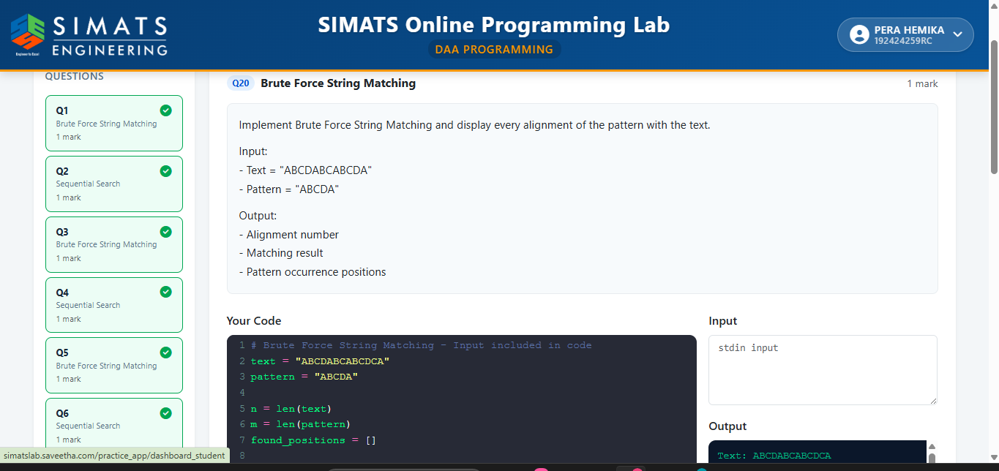 SIMATS
ENGINEERING
Engineer to Excel
SIMATS Online Programming Lab
DAA PROGRAMMING
PERA HEMIKA
192424259RC
QUESTIONS
Q1
Brute Force String Matching
1 mark
Q2
Sequential Search
1 mark
Q3
Brute Force String Matching
1 mark
Q4
Sequential Search
1 mark
Q5
Brute Force String Matching
1 mark
Q6
Sequential Search
1 mark
simatslab.saveetha.com/practice_app/dashboard_student
Q20 Brute Force String Matching 1 mark
Implement Brute Force String Matching and display every alignment of the pattern with the text.
Input:
- Text = "ABCDABCABCDA"
- Pattern = "ABCDA"
Output:
- Alignment number
- Matching result
- Pattern occurrence positions
Your Code
1 # Brute Force String Matching - Input included in code
2 text = "ABCDABCABCDCA"
3 pattern = "ABCDA"
4
5 n = len(text)
6 m = len(pattern)
7 found_positions = []
8
Input
stdin input
Output
Text: ABCDABCABCDCA